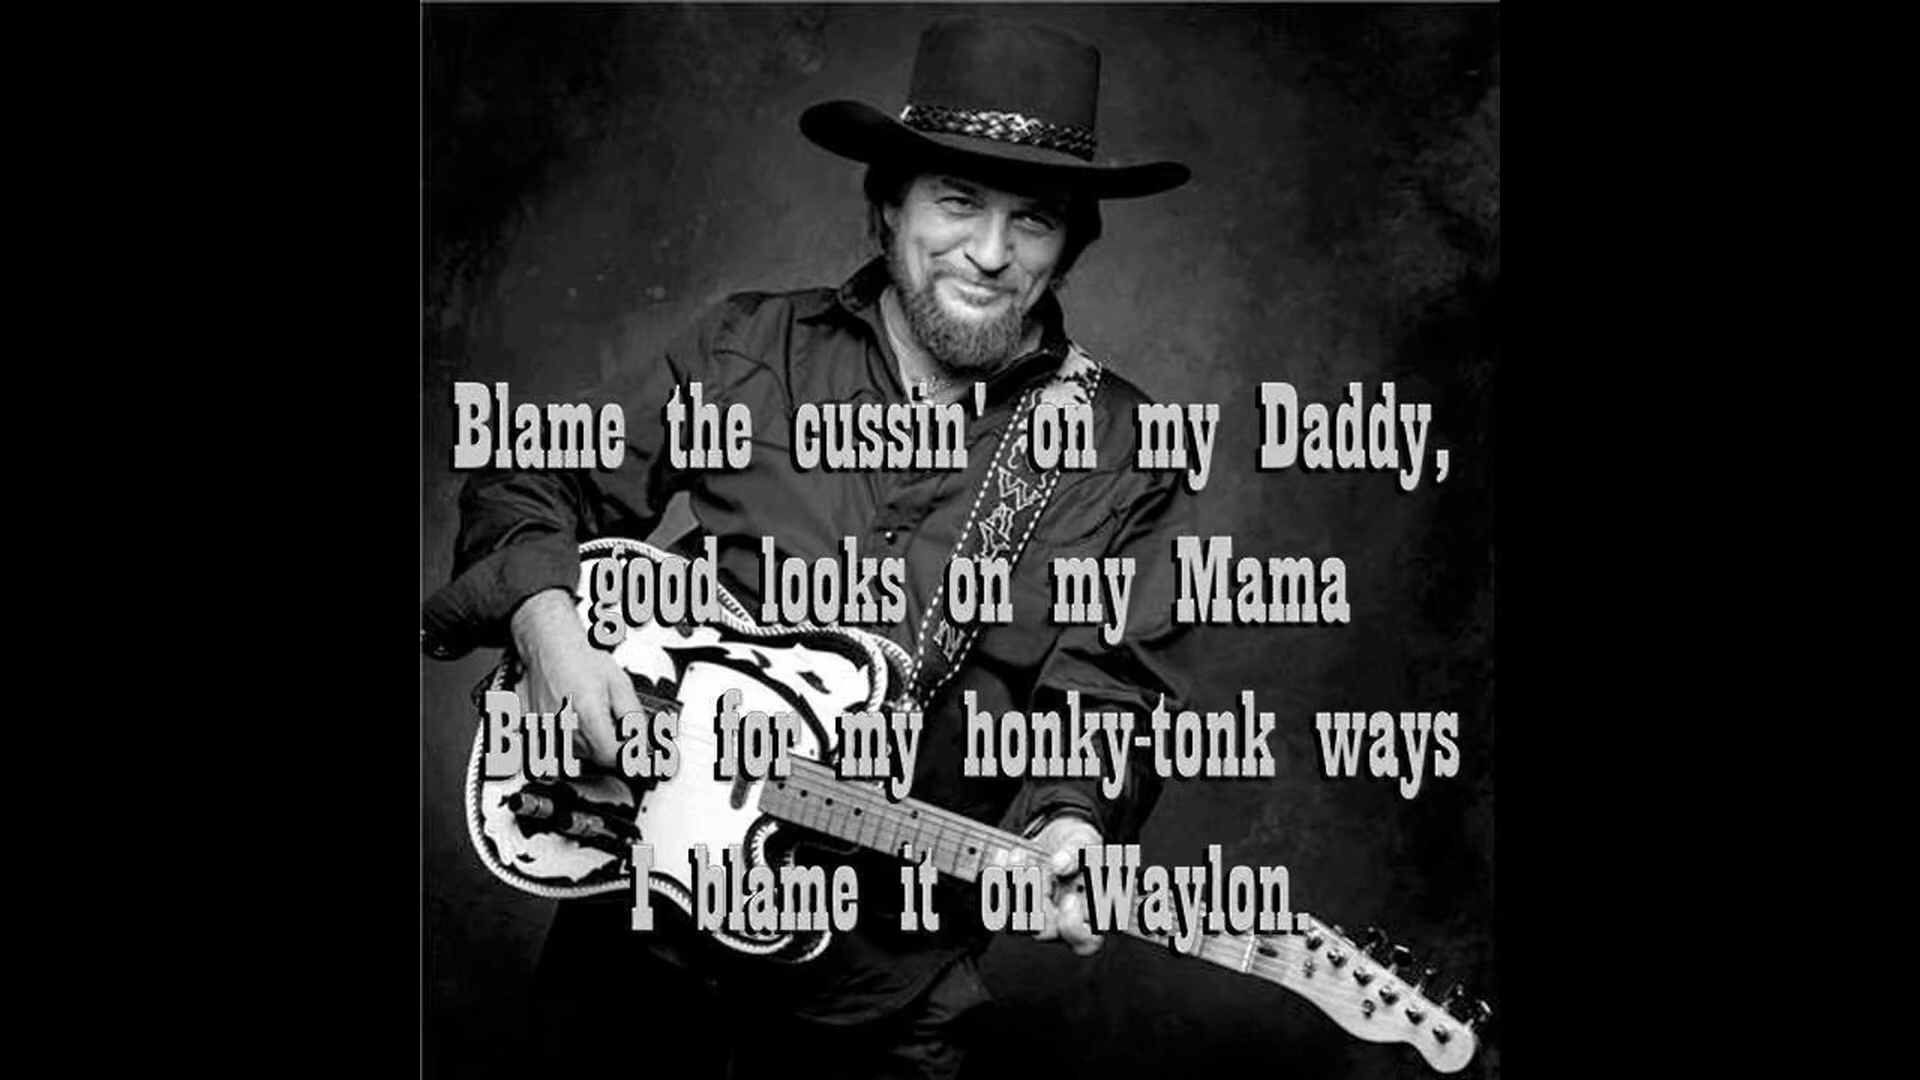 Blame the cussin' on my Daddy,
good looks on my Mama
But as for my honky-tonk ways
I blame it on Waylon.